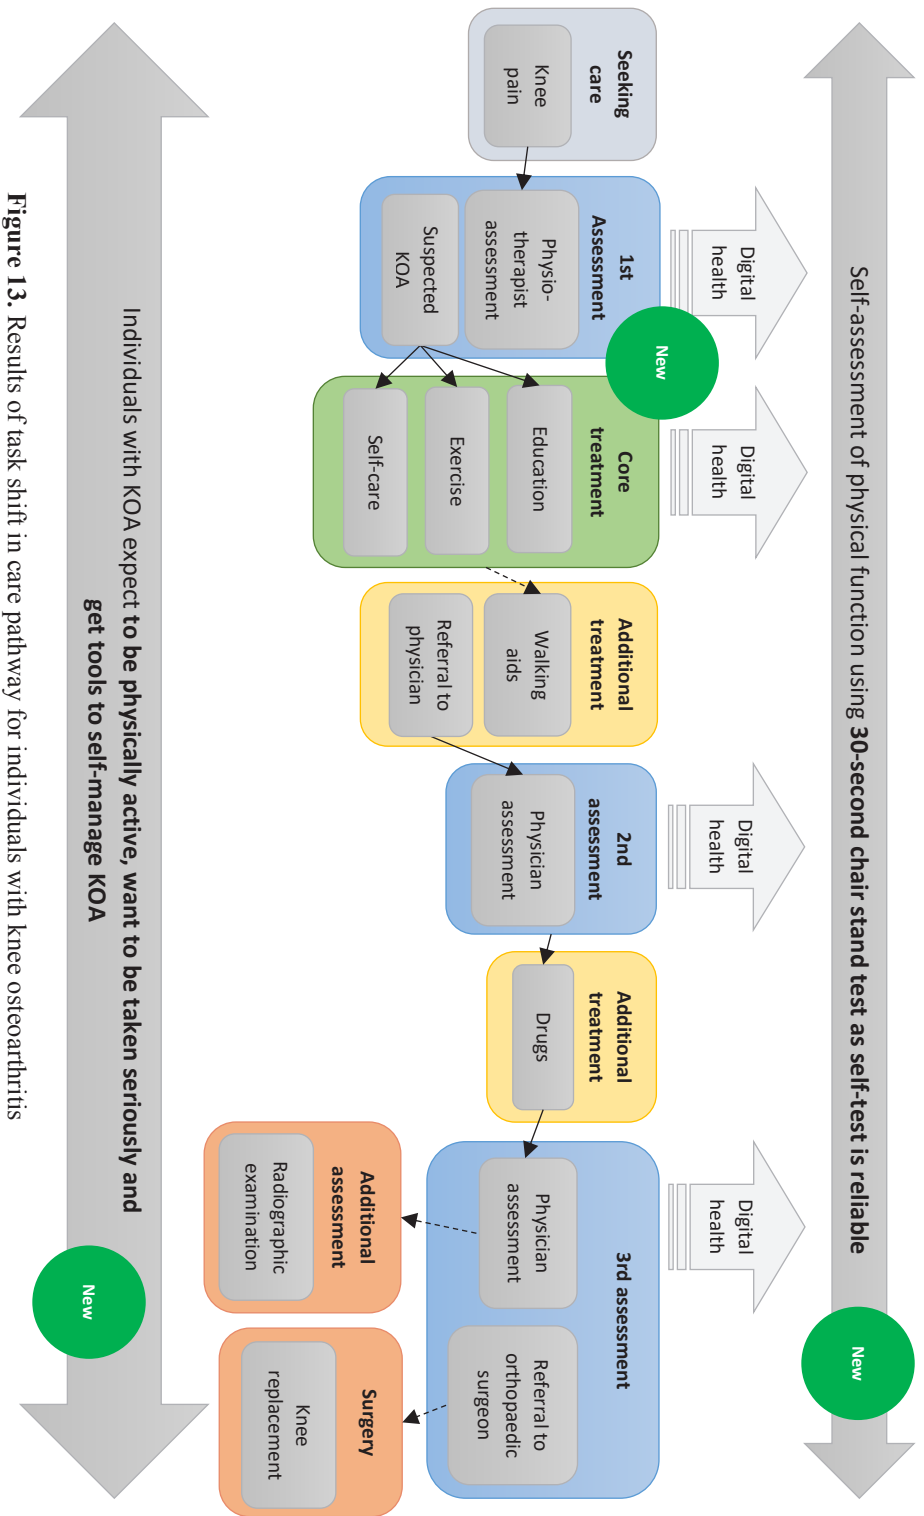 Self-assessment of physical function using 30-second chair stand test as self-test is reliable
New
Digital
health
Digital
health
Digital
health
Digital
health
Seeking
care
Knee
pain
1st
Assessment
Physio-
therapist
assessment
Suspected
KOA
New
Core
treatment
Education
Exercise
Self-care
Additional
treatment
Walking
aids
Referral to
physician
2nd
assessment
Physician
assessment
Additional
treatment
Drugs
3rd assessment
Physician
assessment
Referral to
orthopaedic
surgeon
Additional
assessment
Radiographic
examination
Surgery
Knee
replacement
Individuals with KOA expect to be physically active, want to be taken seriously and
get tools to self-manage KOA
New
Figure 13. Results of task shift in care pathway for individuals with knee osteoarthritis